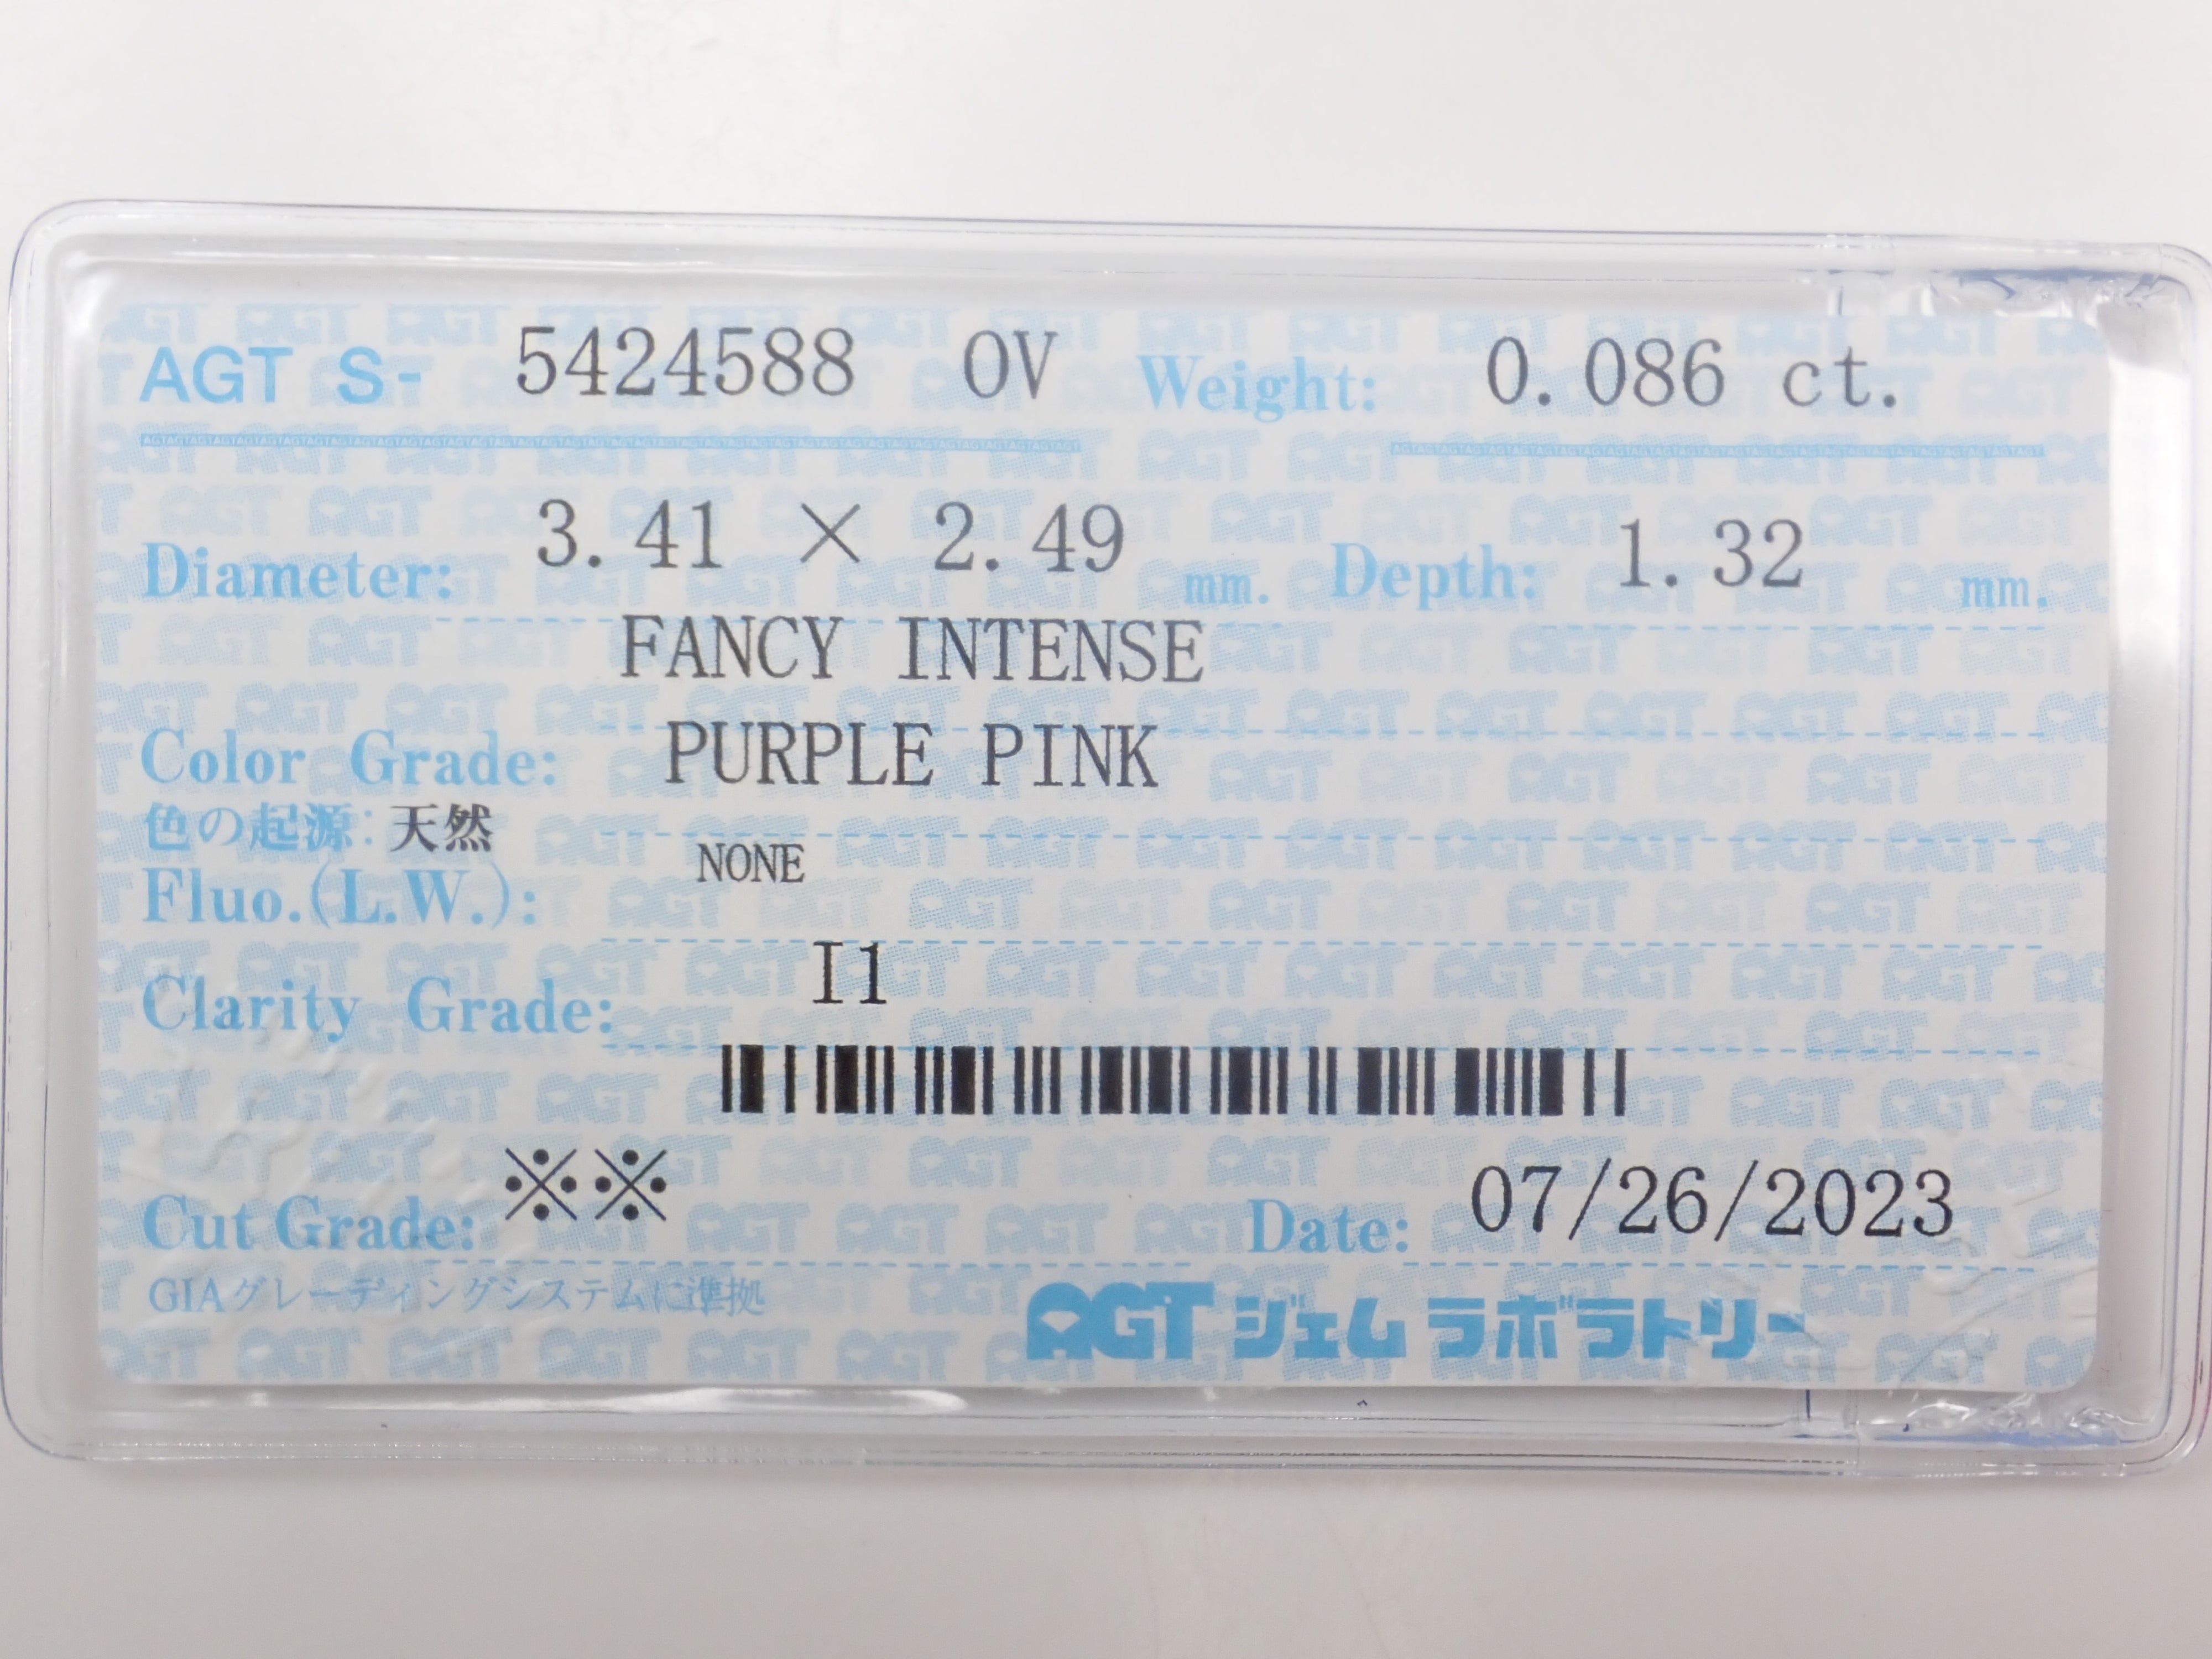 AGT S- 5424588 OV Weight: 0.086 ct.
Diameter: 3.41 × 2.49 mm. Depth: 1.32 mm.
FANCY INTENSE
Color Grade: PURPLE PINK
色の起源: 天然
Fluo.(L.W.): NONE
Clarity Grade: I1
Cut Grade: ※※ Date: 07/26/2023
GIAグレーディングシステムに準拠
AGT ジェム ラボラトリー